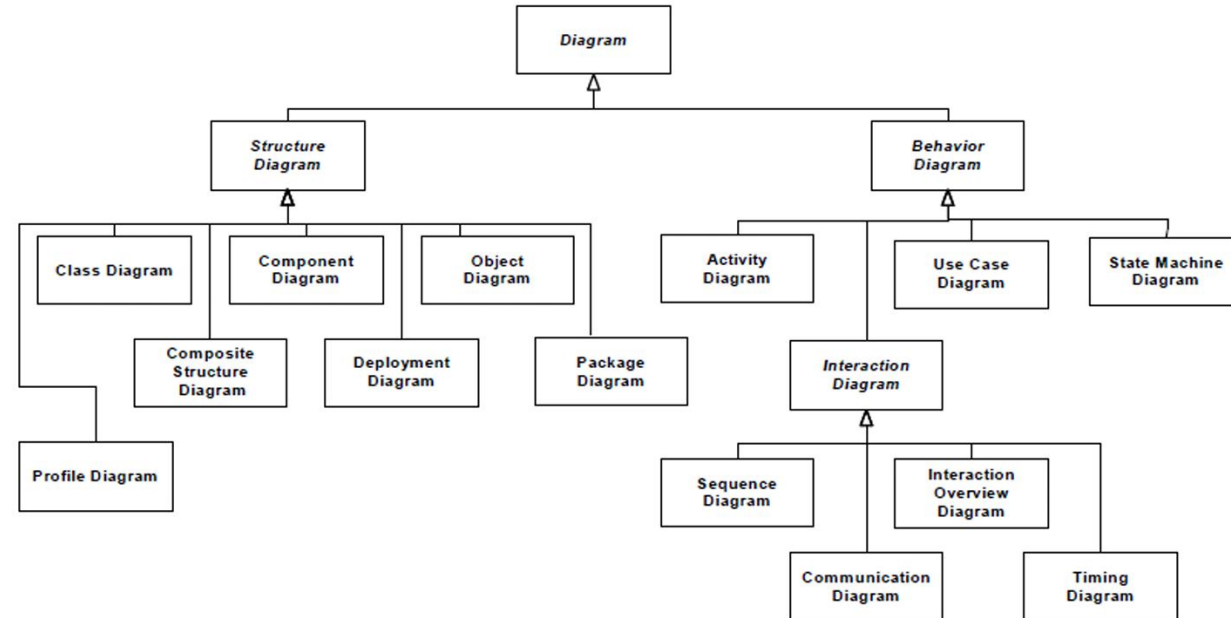 Diagram
Structure
Diagram
Behavior
Diagram
Class Diagram
Component
Diagram
Object
Diagram
Activity
Diagram
Use Case
Diagram
State Machine
Diagram
Composite
Structure
Diagram
Deployment
Diagram
Package
Diagram
Interaction
Diagram
Profile Diagram
Sequence
Diagram
Interaction
Overview
Diagram
Communication
Diagram
Timing
Diagram